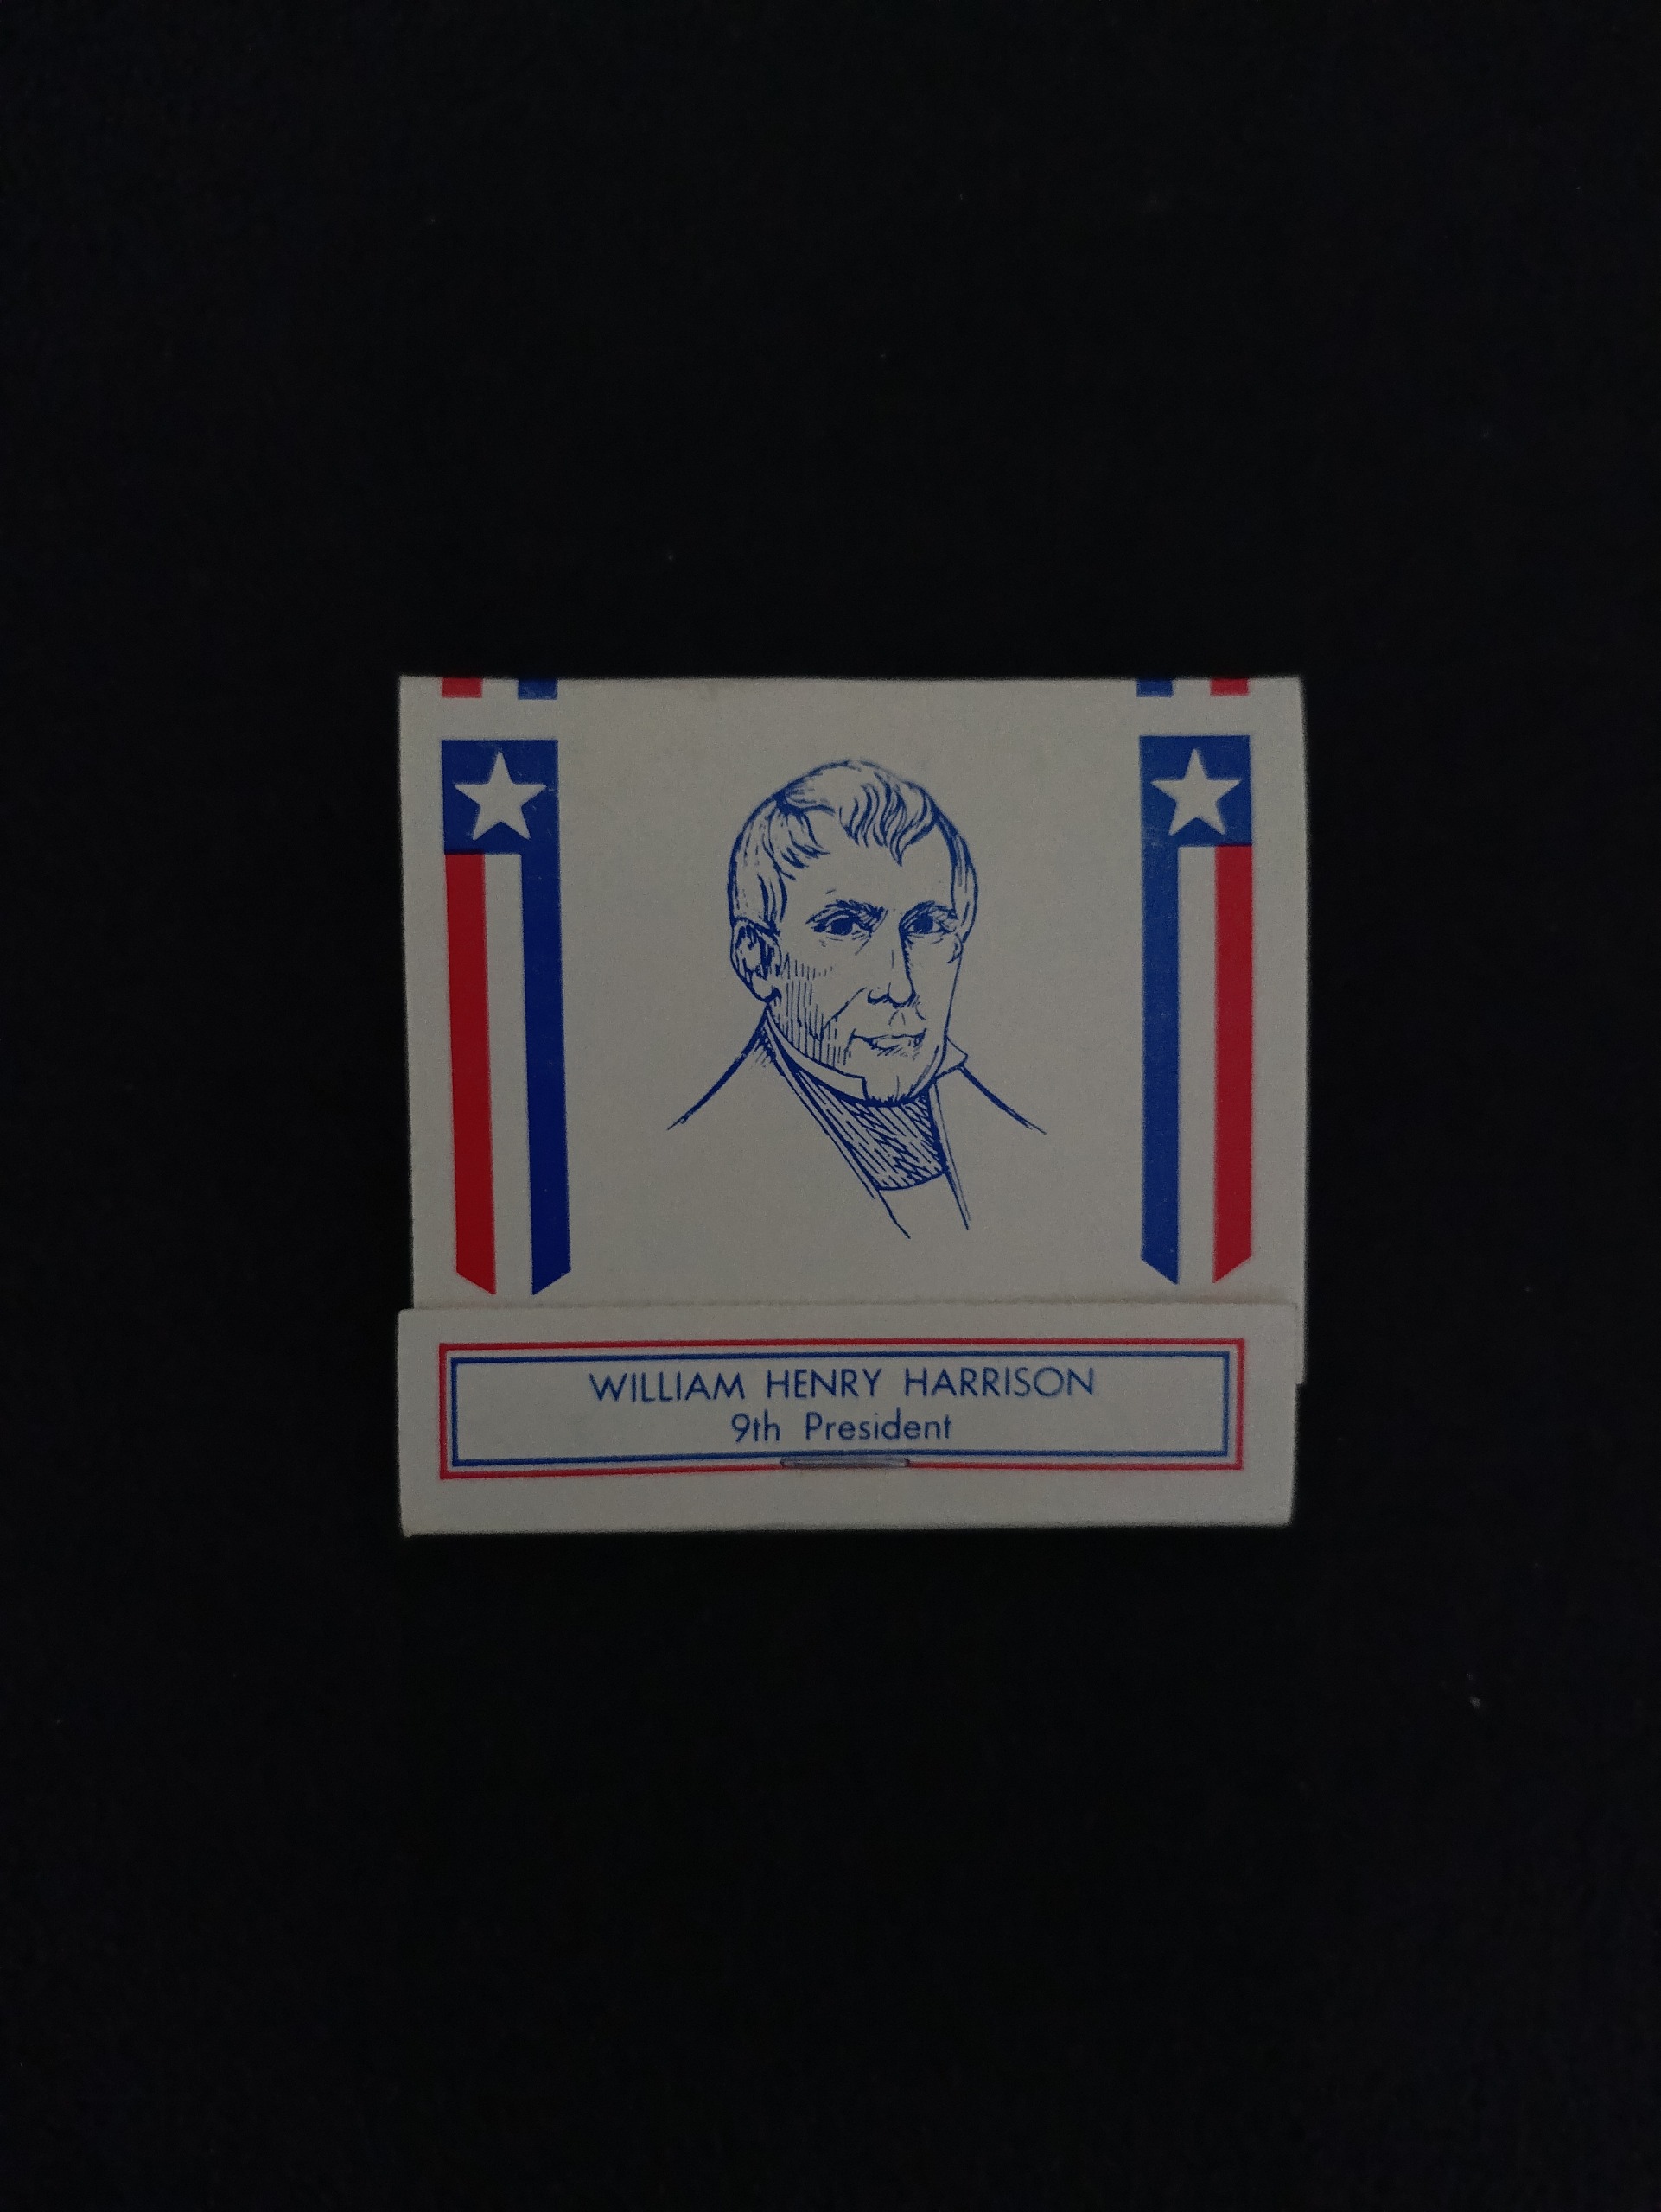 WILLIAM HENRY HARRISON
9th President